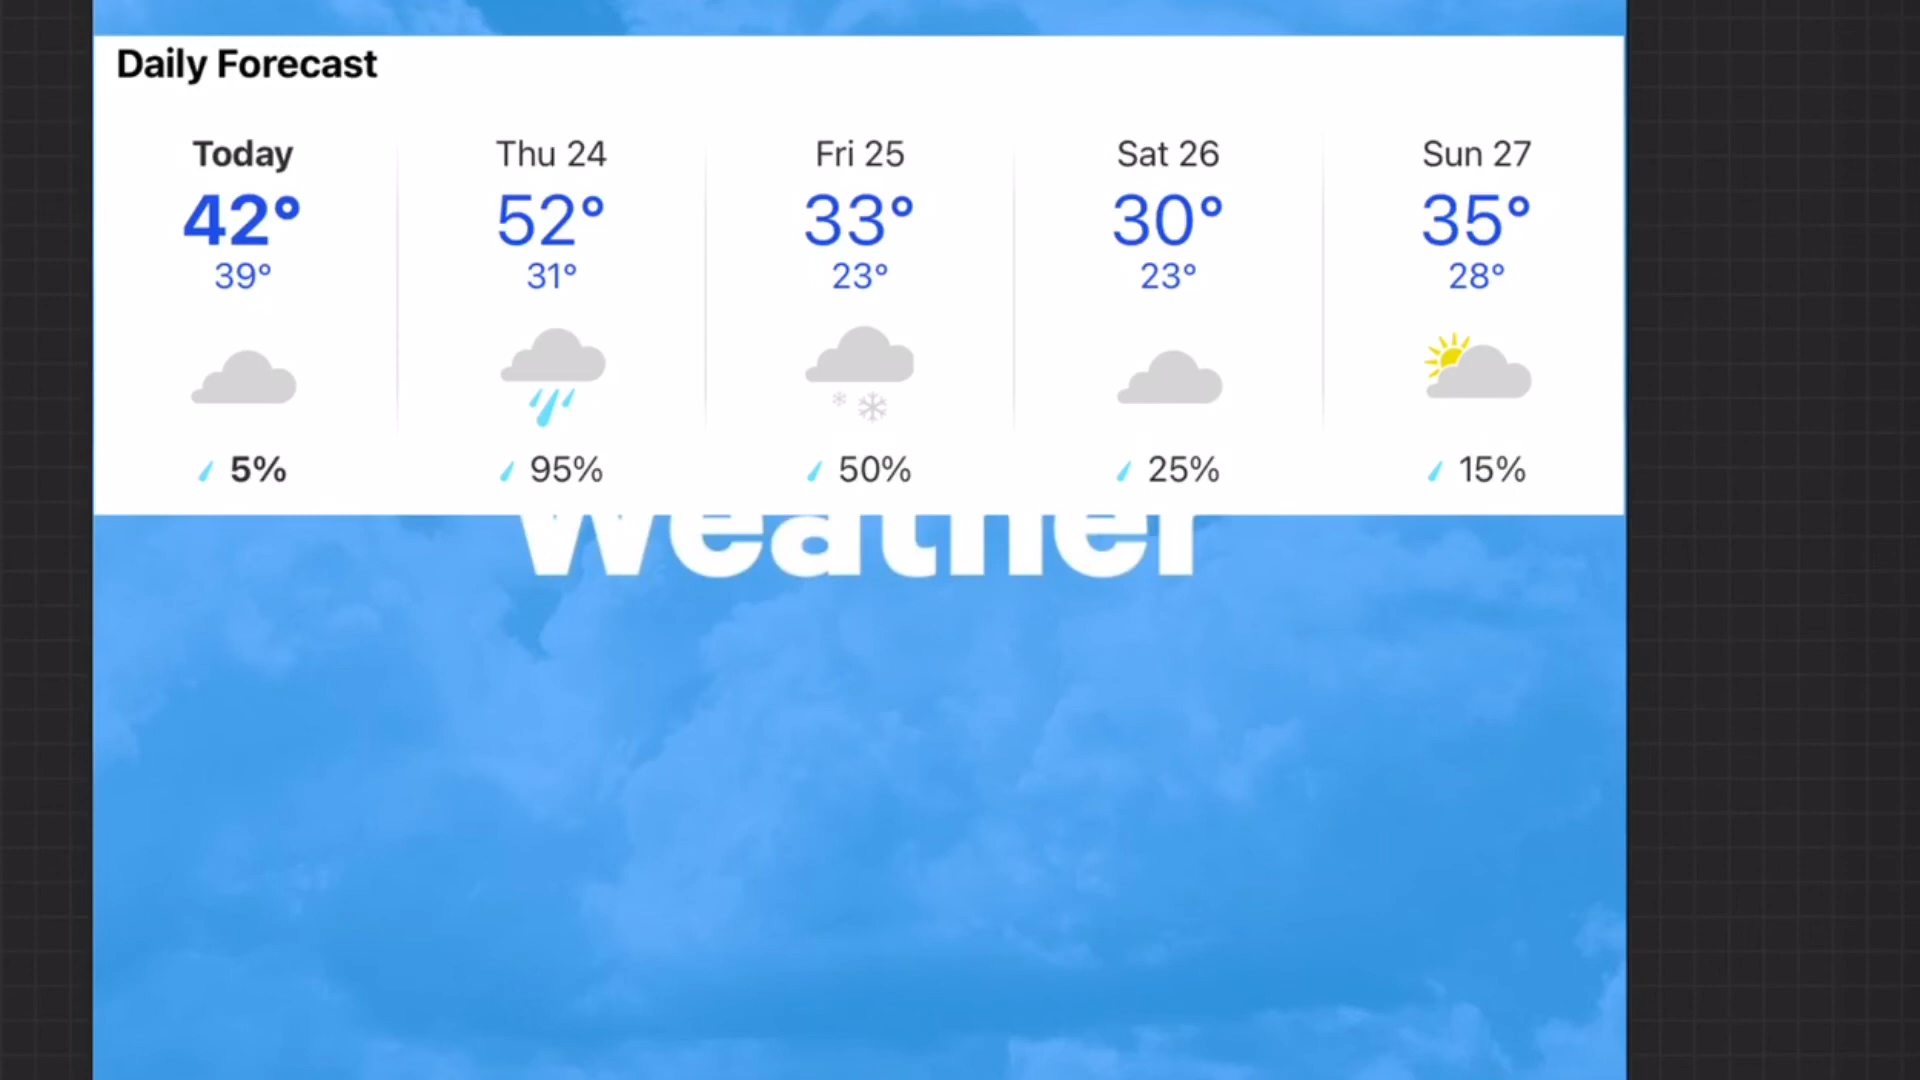 Daily Forecast
Today Thu 24 Fri 25 Sat 26 Sun 27
42° 52° 33° 30° 35°
39° 31° 23° 23° 28°
5% 95% 50% 25% 15%
weather